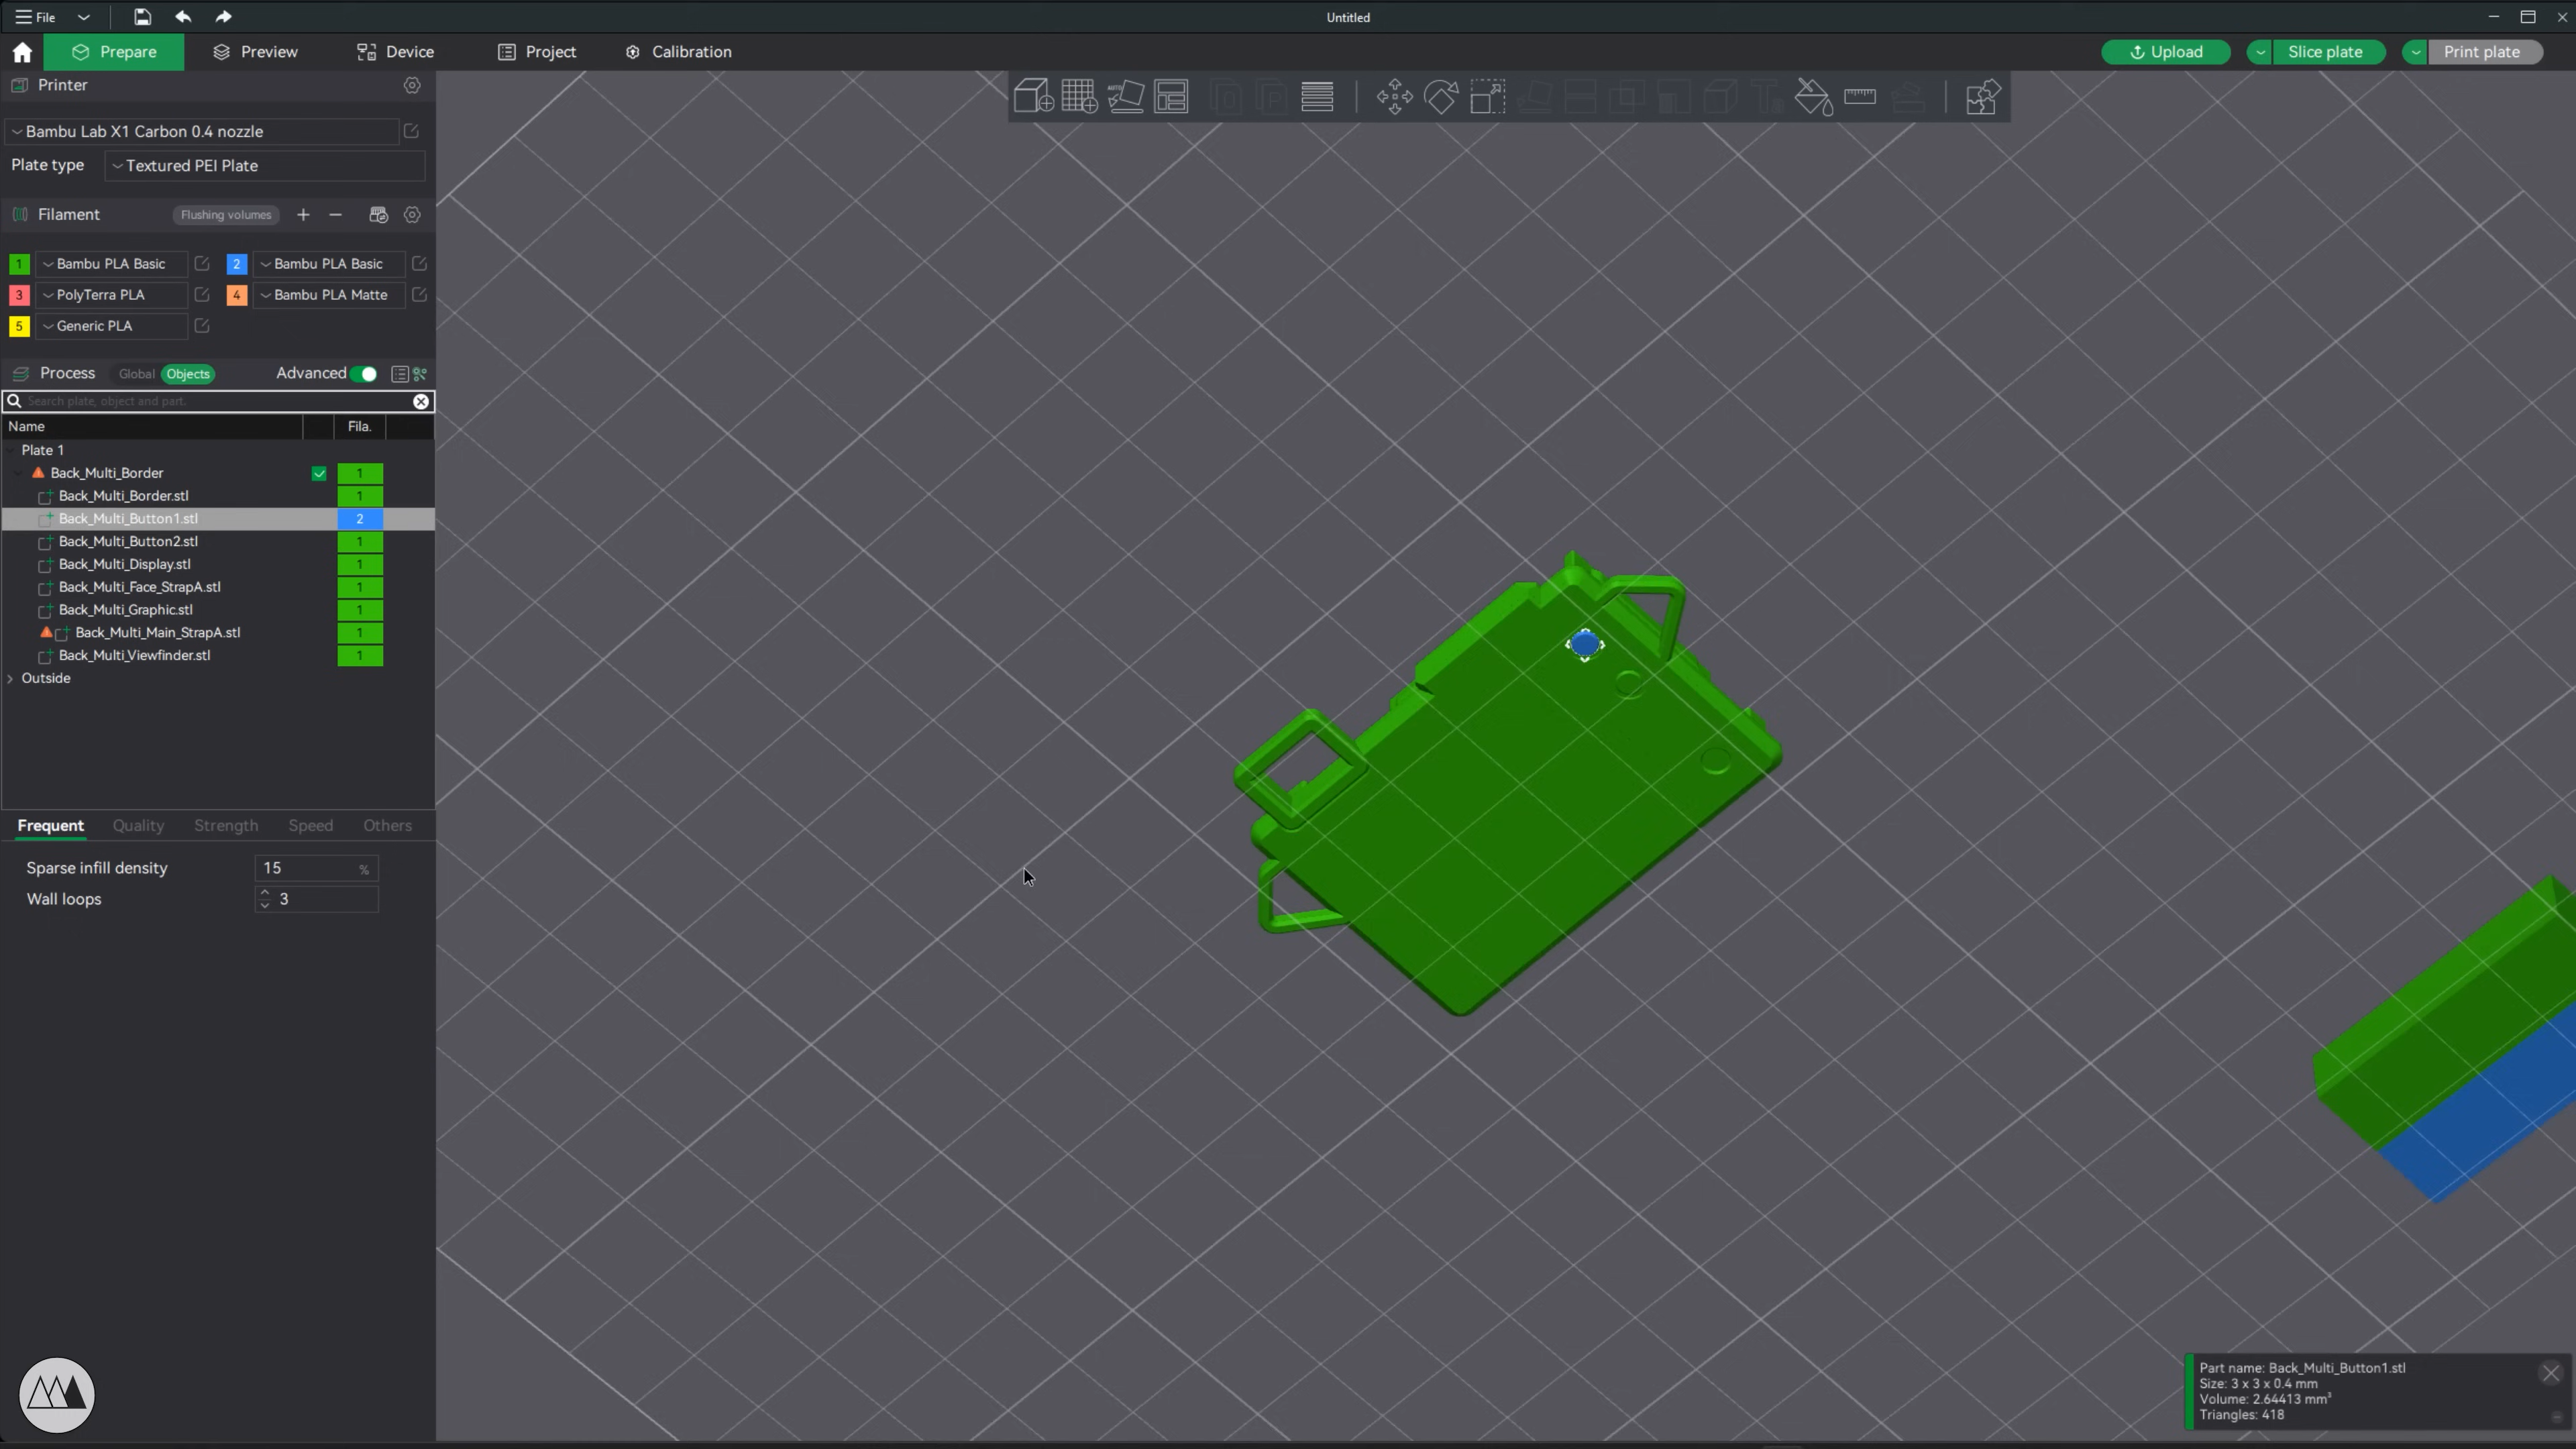 File
Untitled
Prepare
Preview
Device
Project
Calibration
Upload
Slice plate
Print plate
Printer
Bambu Lab X1 Carbon 0.4 nozzle
Plate type
Textured PEI Plate
Filament
Flushing volumes
1 Bambu PLA Basic
2 Bambu PLA Basic
3 PolyTerra PLA
4 Bambu PLA Matte
5 Generic PLA
Process
Global
Objects
Advanced
Search plate, object and part.
Name
Fila.
Plate 1
Back_Multi_Border 1
Back_Multi_Border.stl 1
Back_Multi_Button1.stl 2
Back_Multi_Button2.stl 1
Back_Multi_Display.stl 1
Back_Multi_Face_StrapA.stl 1
Back_Multi_Graphic.stl 1
Back_Multi_Main_StrapA.stl 1
Back_Multi_Viewfinder.stl 1
Outside
Frequent
Quality
Strength
Speed
Others
Sparse infill density 15 %
Wall loops 3
Part name: Back_Multi_Button1.stl
Size: 3 x 3 x 0.4 mm
Volume: 2.64413 mm³
Triangles: 418